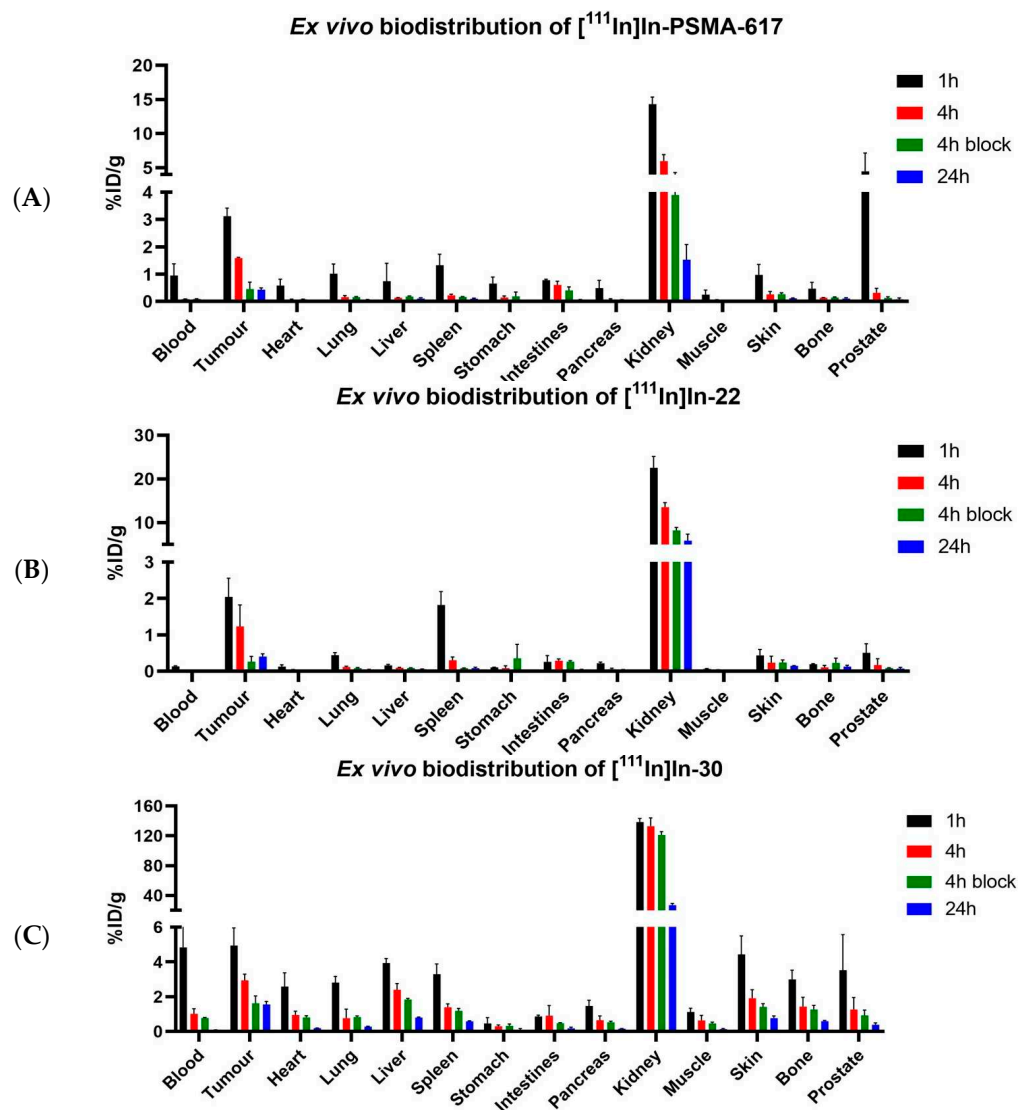 Ex vivo biodistribution of [¹¹¹In]In-PSMA-617
20
15
10
5
4
3
2
1
0
%ID/g
(A)
1h
4h
4h block
24h
Blood Tumour Heart Lung Liver Spleen Stomach Intestines Pancreas Kidney Muscle Skin Bone Prostate
Ex vivo biodistribution of [¹¹¹In]In-22
30
20
10
3
2
1
0
%ID/g
(B)
1h
4h
4h block
24h
Blood Tumour Heart Lung Liver Spleen Stomach Intestines Pancreas Kidney Muscle Skin Bone Prostate
Ex vivo biodistribution of [¹¹¹In]In-30
160
120
80
40
6
4
2
0
%ID/g
(C)
1h
4h
4h block
24h
Blood Tumour Heart Lung Liver Spleen Stomach Intestines Pancreas Kidney Muscle Skin Bone Prostate